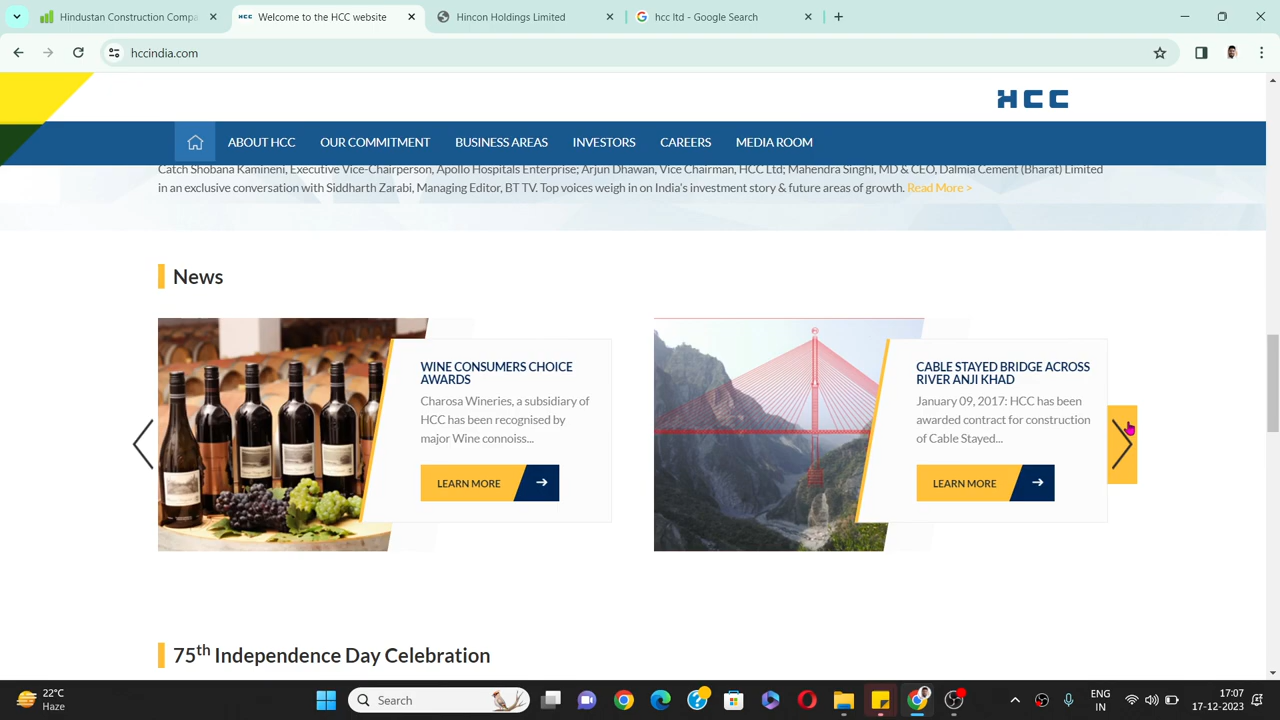 Hindustan Construction Compa
Welcome to the HCC website
Hincon Holdings Limited
hcc ltd - Google Search
hccindia.com
HCC
ABOUT HCC
OUR COMMITMENT
BUSINESS AREAS
INVESTORS
CAREERS
MEDIA ROOM
Catch Shobana Kamineni, Executive Vice-Chairperson, Apollo Hospitals Enterprise; Arjun Dhawan, Vice Chairman, HCC Ltd; Mahendra Singhi, MD & CEO, Dalmia Cement (Bharat) Limited
in an exclusive conversation with Siddharth Zarabi, Managing Editor, BT TV. Top voices weigh in on India's investment story & future areas of growth. Read More >
News
WINE CONSUMERS CHOICE
AWARDS
Charosa Wineries, a subsidiary of
HCC has been recognised by
major Wine connoiss...
LEARN MORE
CABLE STAYED BRIDGE ACROSS
RIVER ANJI KHAD
January 09, 2017: HCC has been
awarded contract for construction
of Cable Stayed...
LEARN MORE
75th Independence Day Celebration
22°C
Haze
Search
ENG
IN
17:07
17-12-2023